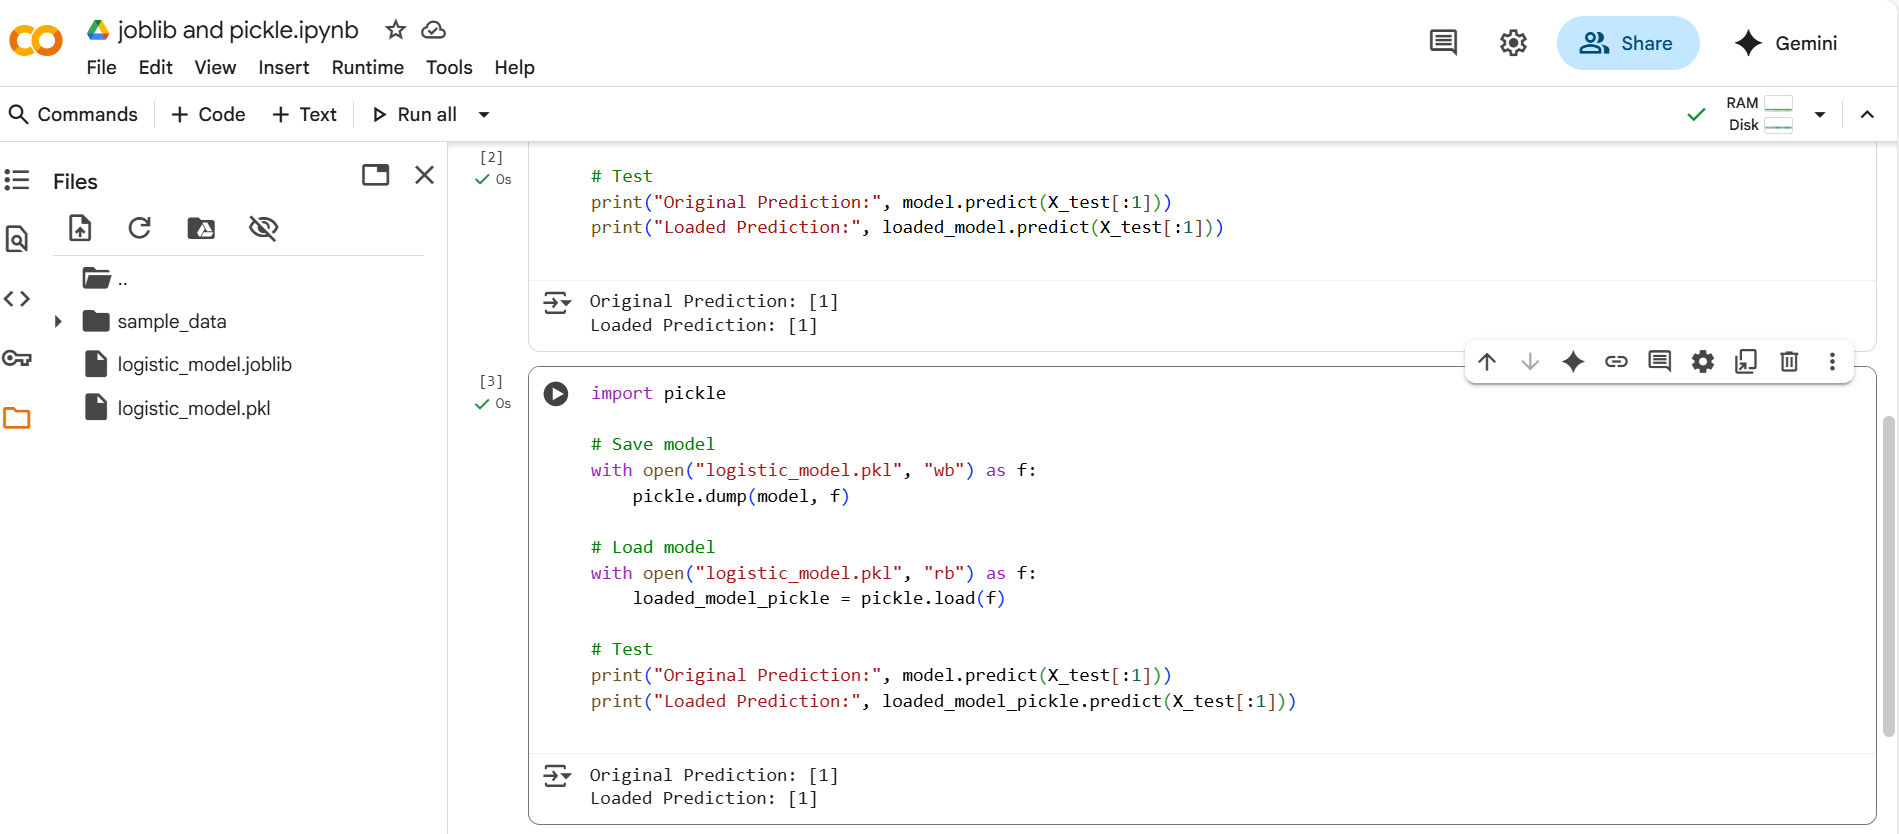 joblib and pickle.ipynb
File Edit View Insert Runtime Tools Help
Share
Gemini
Commands + Code + Text Run all
RAM
Disk
Files
..
sample_data
logistic_model.joblib
logistic_model.pkl
[2]
0s
# Test
print("Original Prediction:", model.predict(X_test[:1]))
print("Loaded Prediction:", loaded_model.predict(X_test[:1]))
Original Prediction: [1]
Loaded Prediction: [1]
[3]
0s
import pickle
# Save model
with open("logistic_model.pkl", "wb") as f:
    pickle.dump(model, f)
# Load model
with open("logistic_model.pkl", "rb") as f:
    loaded_model_pickle = pickle.load(f)
# Test
print("Original Prediction:", model.predict(X_test[:1]))
print("Loaded Prediction:", loaded_model_pickle.predict(X_test[:1]))
Original Prediction: [1]
Loaded Prediction: [1]